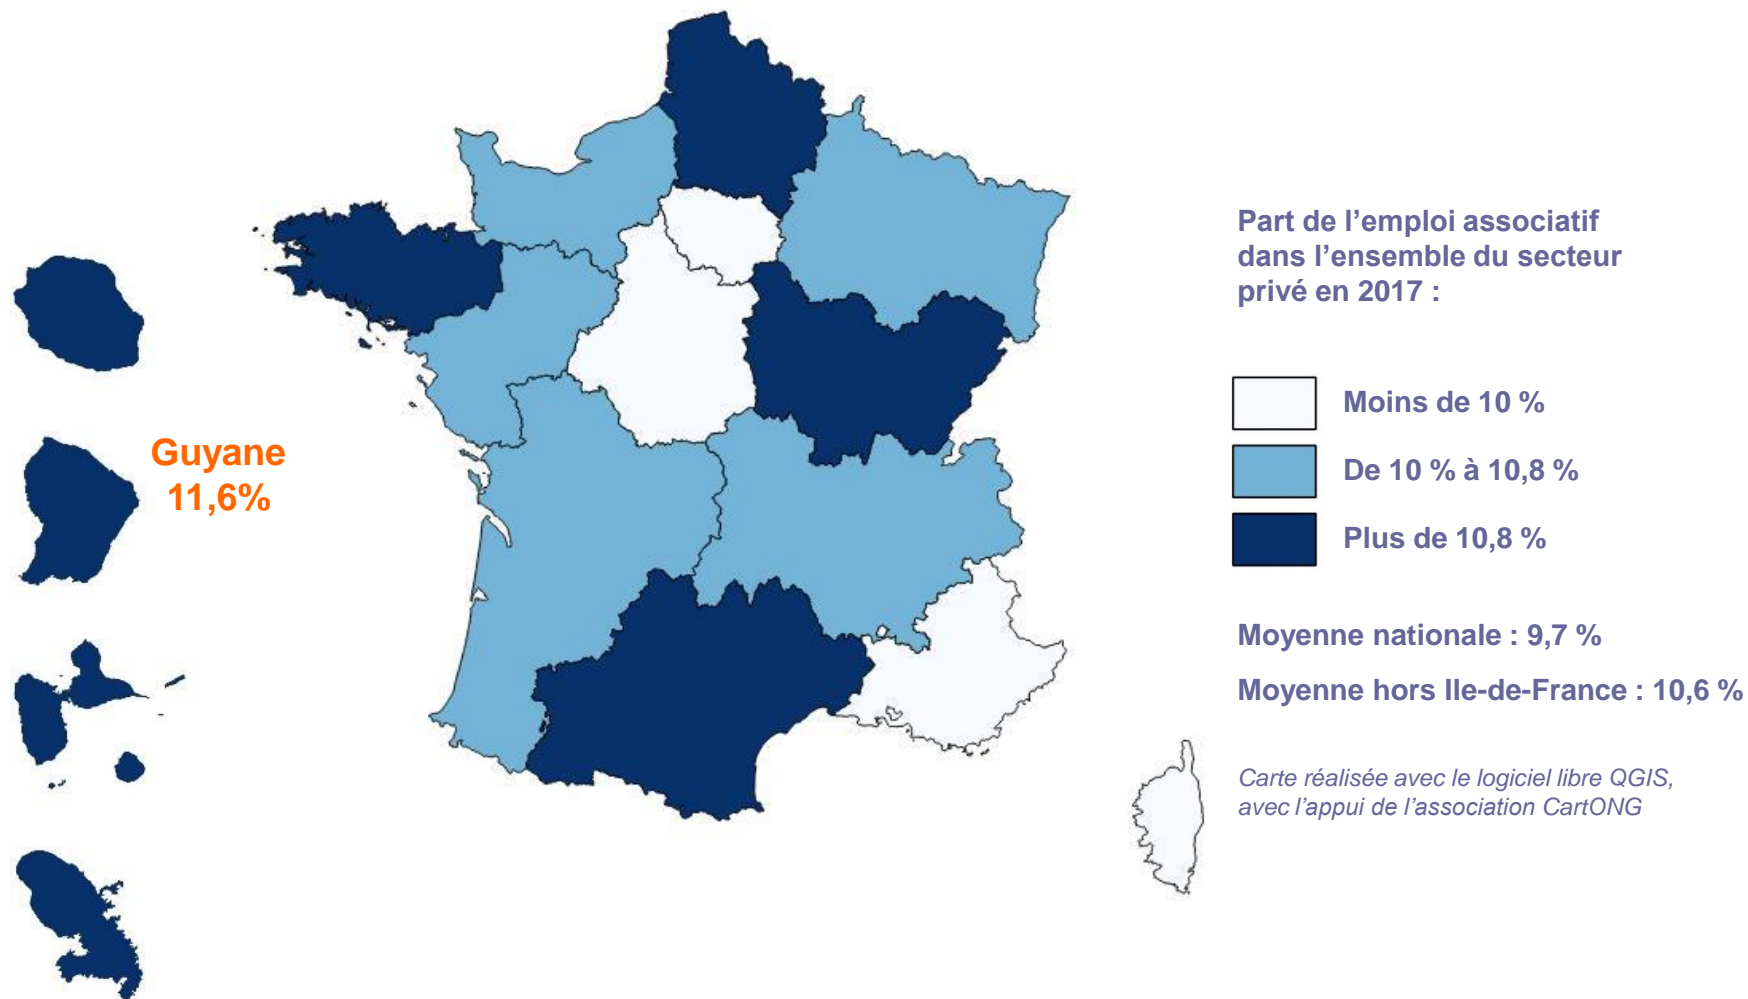 Guyane
11,6%
Part de l’emploi associatif
dans l’ensemble du secteur
privé en 2017 :
Moins de 10 %
De 10 % à 10,8 %
Plus de 10,8 %
Moyenne nationale : 9,7 %
Moyenne hors Ile-de-France : 10,6 %
Carte réalisée avec le logiciel libre QGIS,
avec l’appui de l’association CartONG